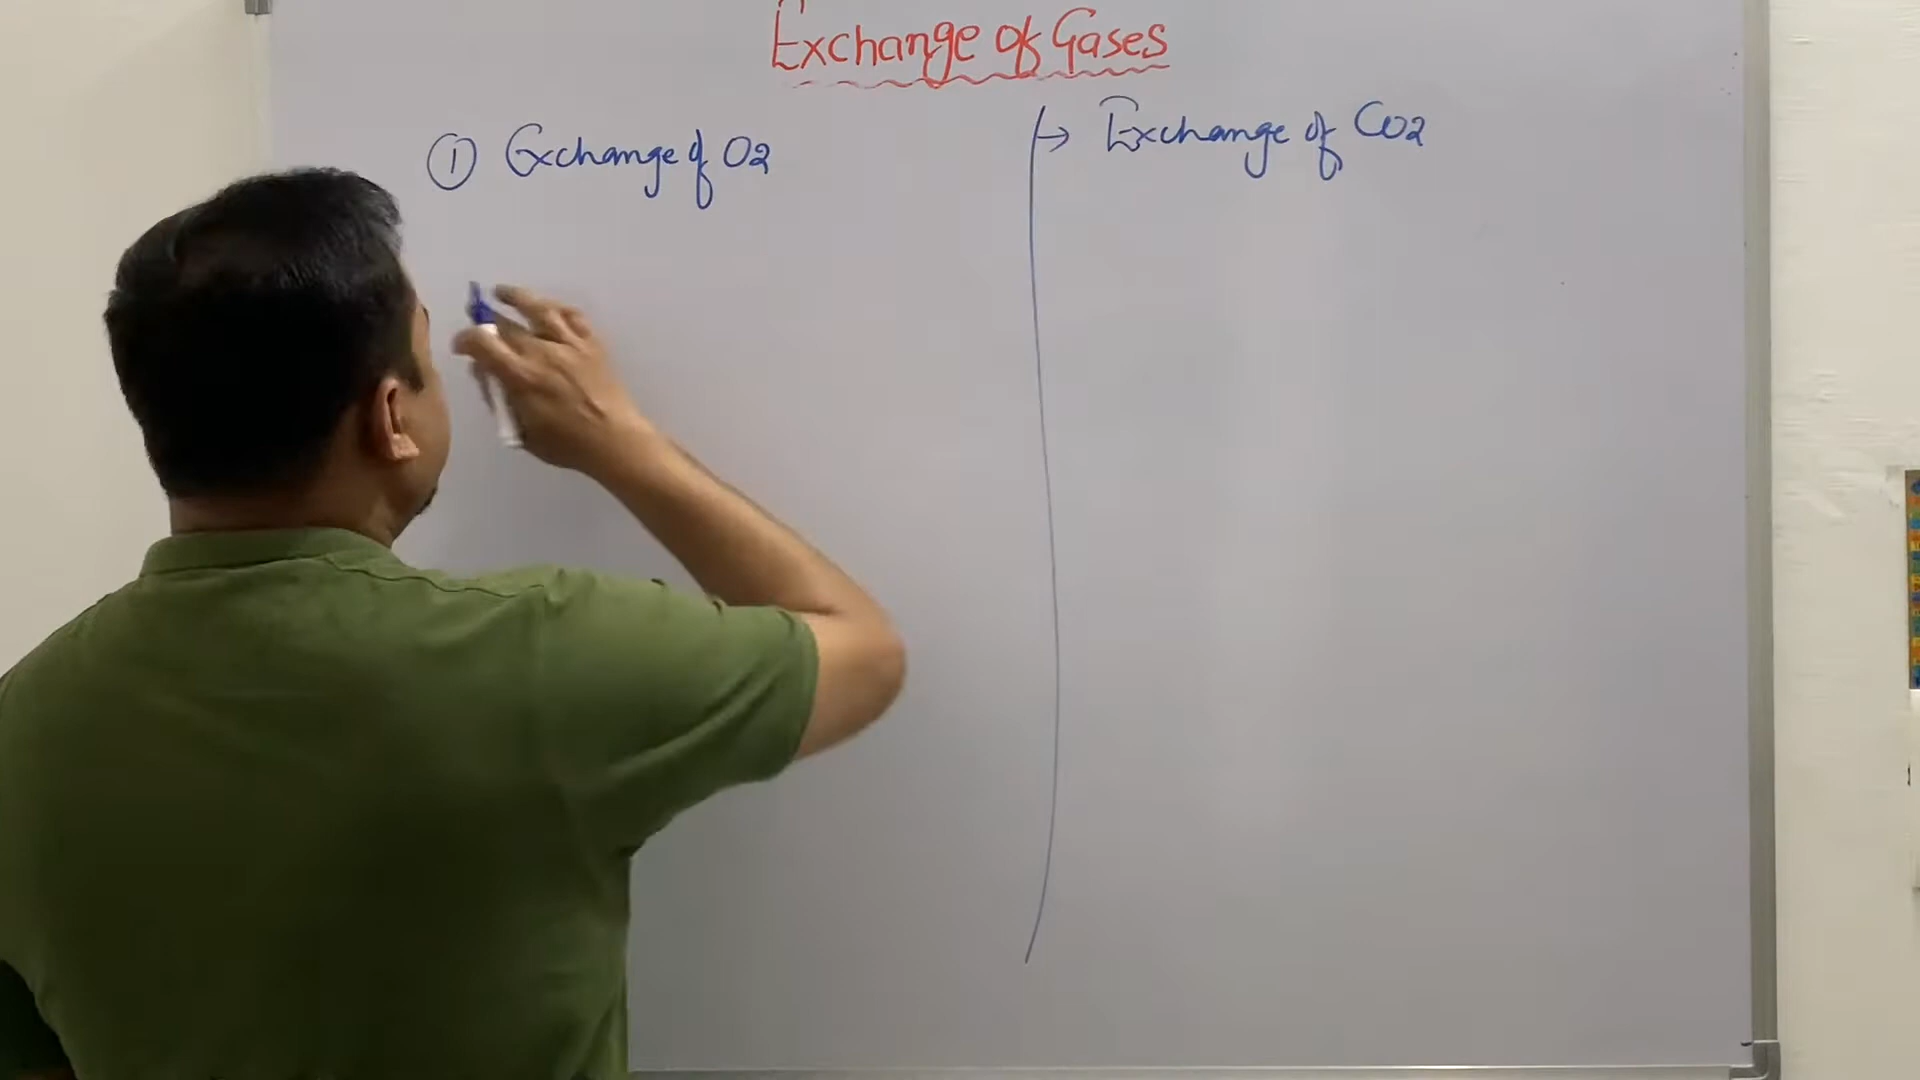 Exchange of Gases
① Exchange of O2
→ Exchange of CO2